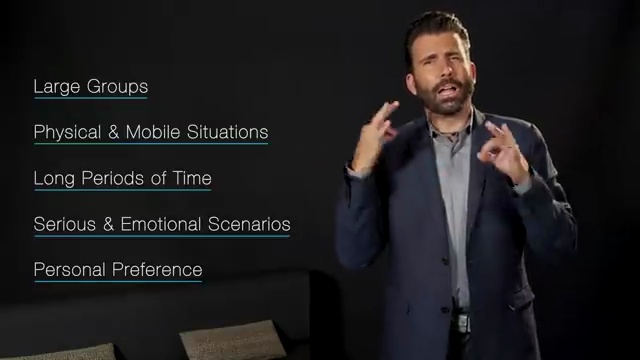 Large Groups
Physical & Mobile Situations
Long Periods of Time
Serious & Emotional Scenarios
Personal Preference